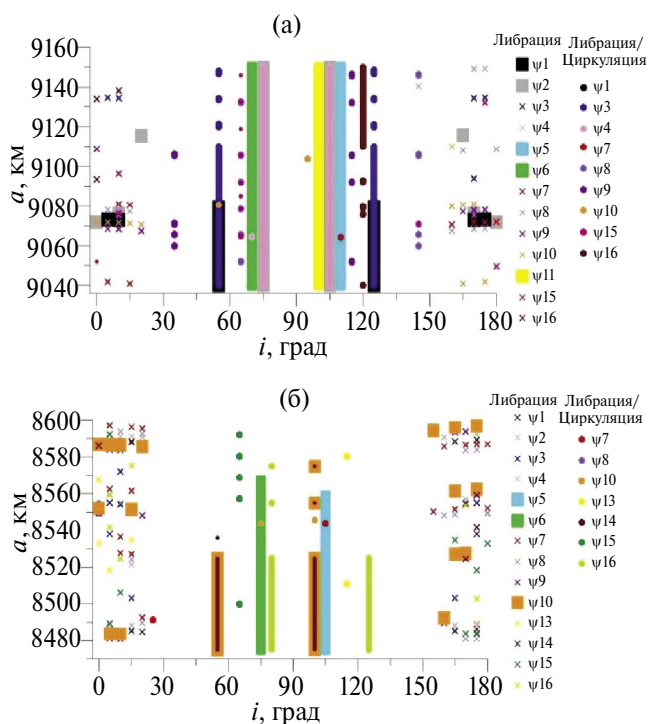 (а)
a, км
9160
9140
9120
9100
9080
9060
9040
0
30
60
90
120
150
180
i, град
Либрация
ψ1
ψ2
ψ3
ψ4
ψ5
ψ6
ψ7
ψ8
ψ9
ψ10
ψ11
ψ15
ψ16
Либрация/
Циркуляция
ψ1
ψ3
ψ4
ψ7
ψ8
ψ9
ψ10
ψ15
ψ16
(б)
a, км
8600
8580
8560
8540
8520
8500
8480
0
30
60
90
120
150
180
i, град
Либрация
ψ1
ψ2
ψ3
ψ4
ψ5
ψ6
ψ7
ψ8
ψ9
ψ10
ψ13
ψ14
ψ15
ψ16
Либрация/
Циркуляция
ψ7
ψ8
ψ10
ψ13
ψ14
ψ15
ψ16